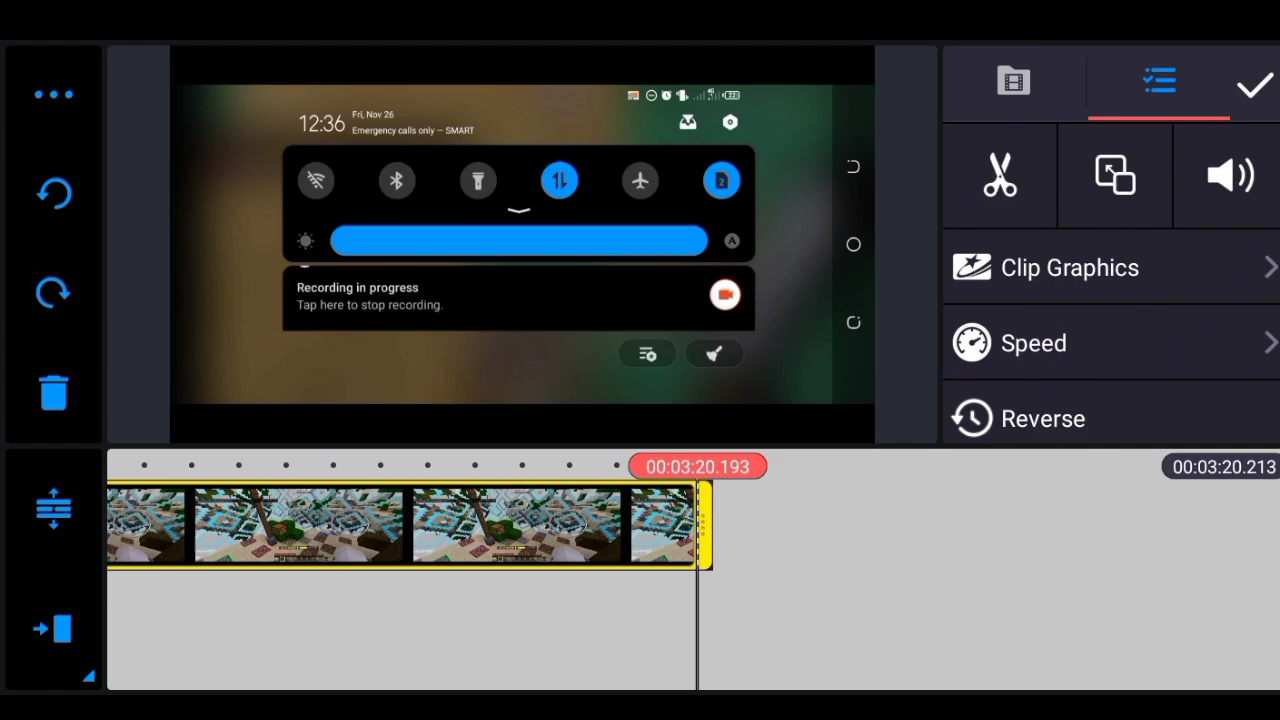 12:36
Fri, Nov 26
Emergency calls only — SMART
2
A
Recording in progress
Tap here to stop recording.
Clip Graphics
Speed
Reverse
00:03:20.193
00:03:20.213